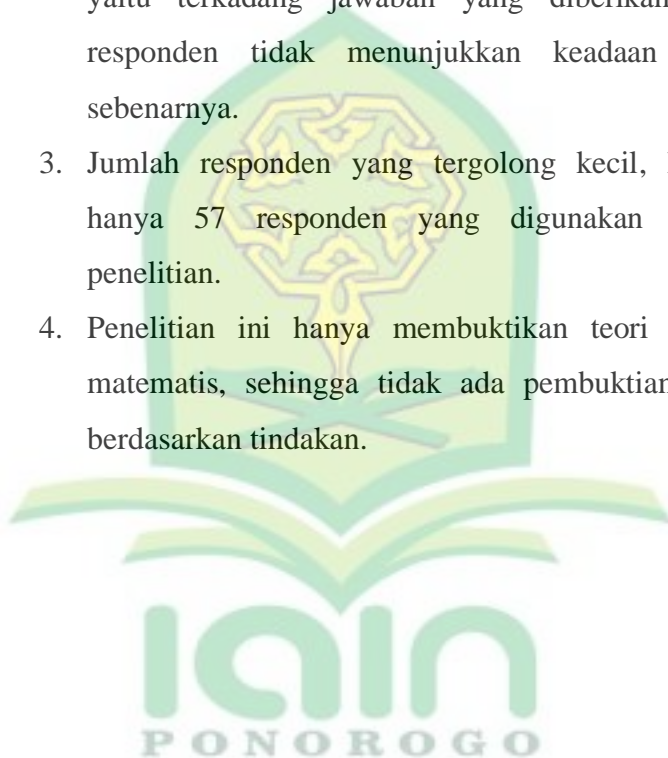 yaitu terkadang jawaban yang diberikan
responden tidak menunjukkan keadaan
sebenarnya.
3. Jumlah responden yang tergolong kecil,
hanya 57 responden yang digunakan
penelitian.
4. Penelitian ini hanya membuktikan teori
matematis, sehingga tidak ada pembuktian
berdasarkan tindakan.
iain
PONOROGO